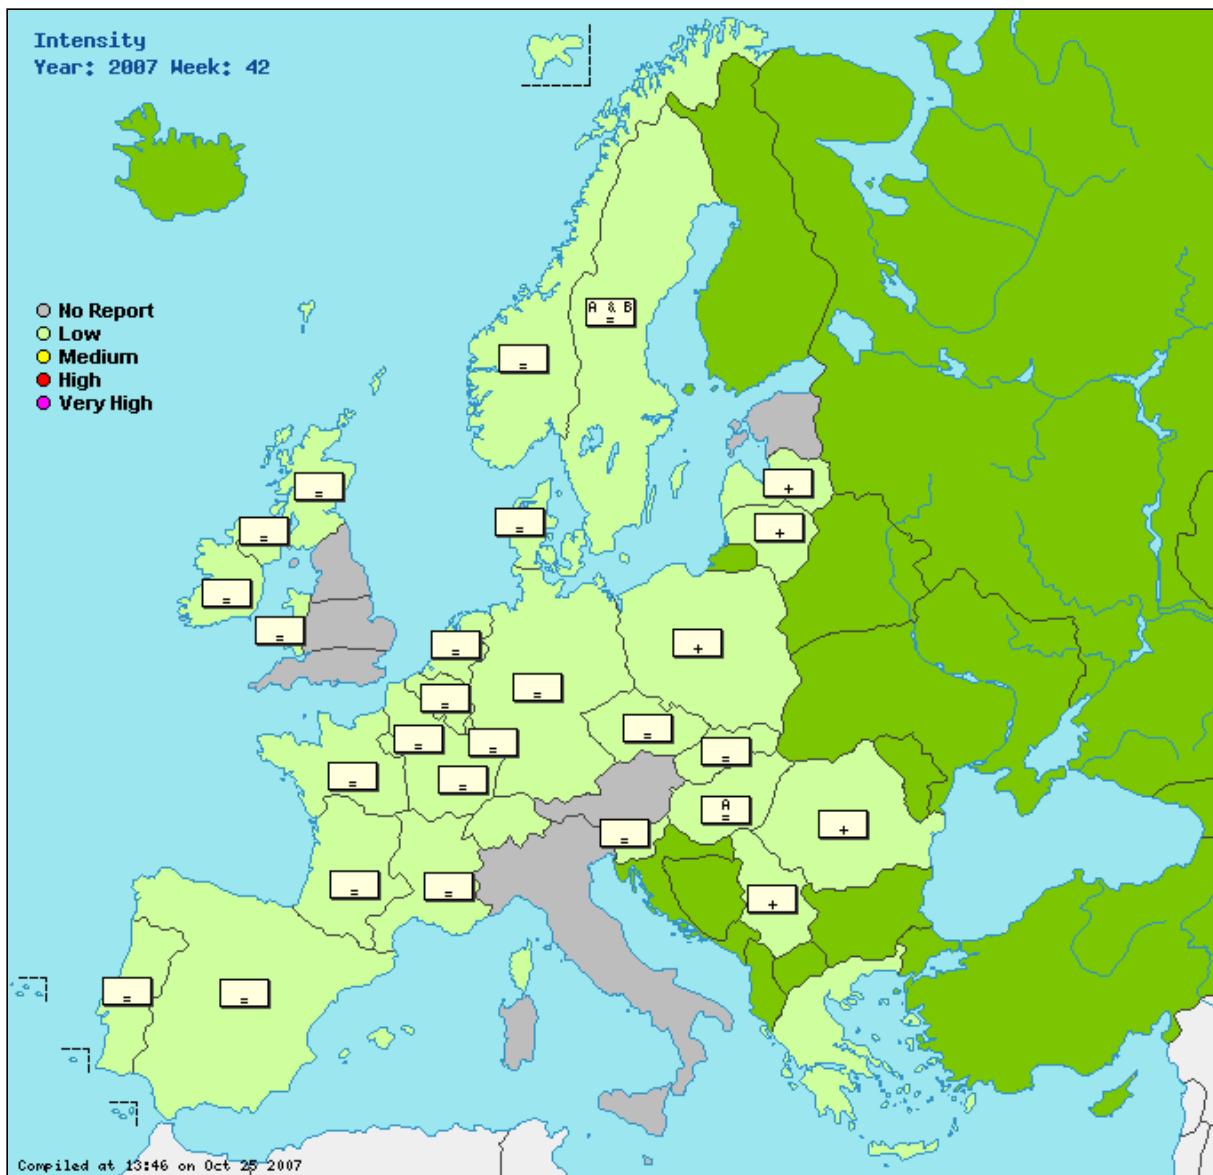 Intensity
Year: 2007 Week: 42
No Report
Low
Medium
High
Very High
A & B
=
=
+
=
=
=
+
=
=
=
+
=
=
=
=
=
=
=
=
A
=
+
=
=
=
+
=
=
Compiled at 13:46 on Oct 25 2007